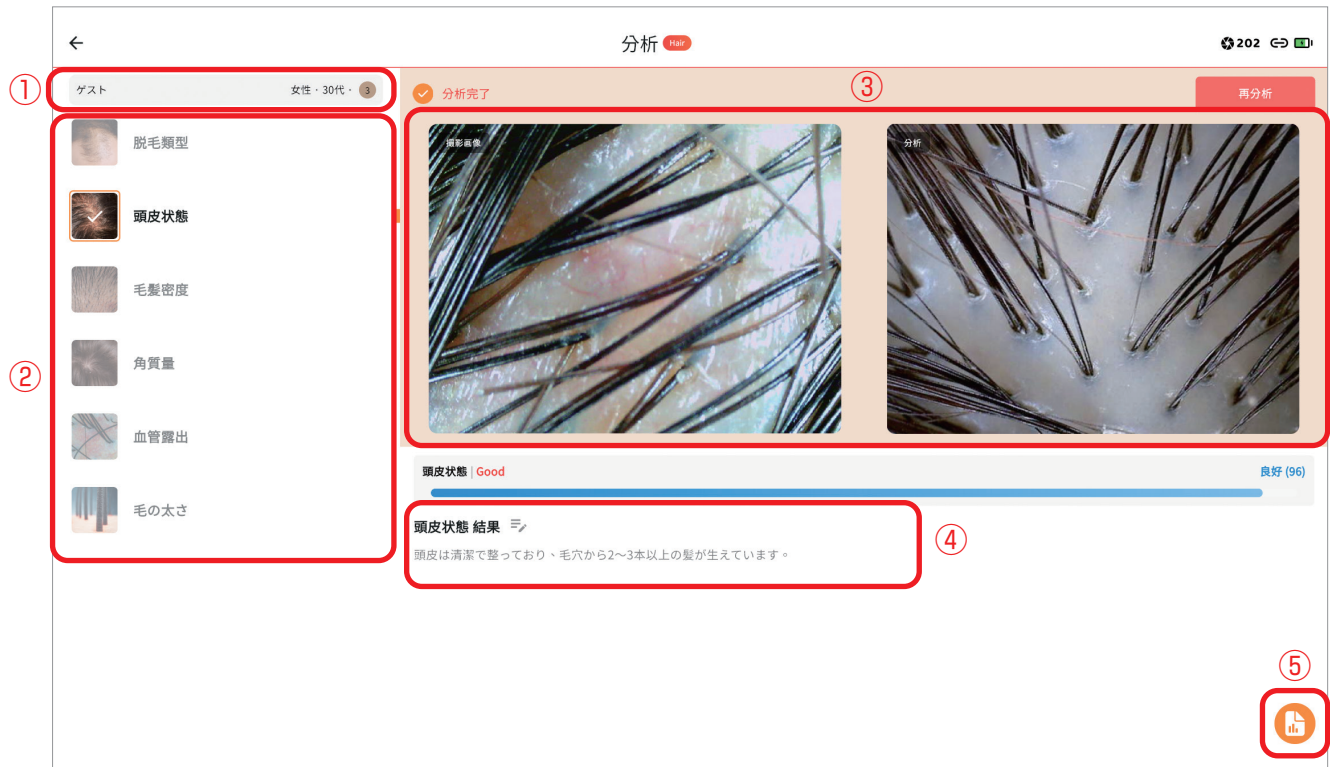 分析 Hair
202
①
ゲスト 女性・30代・ 3
②
脱毛類型
頭皮状態
毛髪密度
角質量
血管露出
毛の太さ
③
分析完了
再分析
撮影画像
分析
頭皮状態 | Good 良好 (96)
④
頭皮状態 結果
頭皮は清潔で整っており、毛穴から2～3本以上の髪が生えています。
⑤